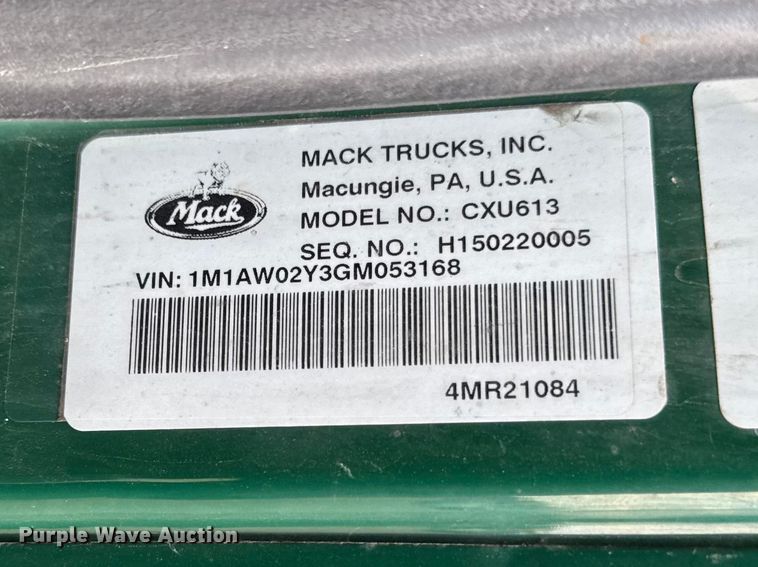 Mack
MACK TRUCKS, INC.
Macungie, PA, U.S.A.
MODEL NO.: CXU613
SEQ. NO.: H150220005
VIN: 1M1AW02Y3GM053168
4MR21084
Purple Wave Auction